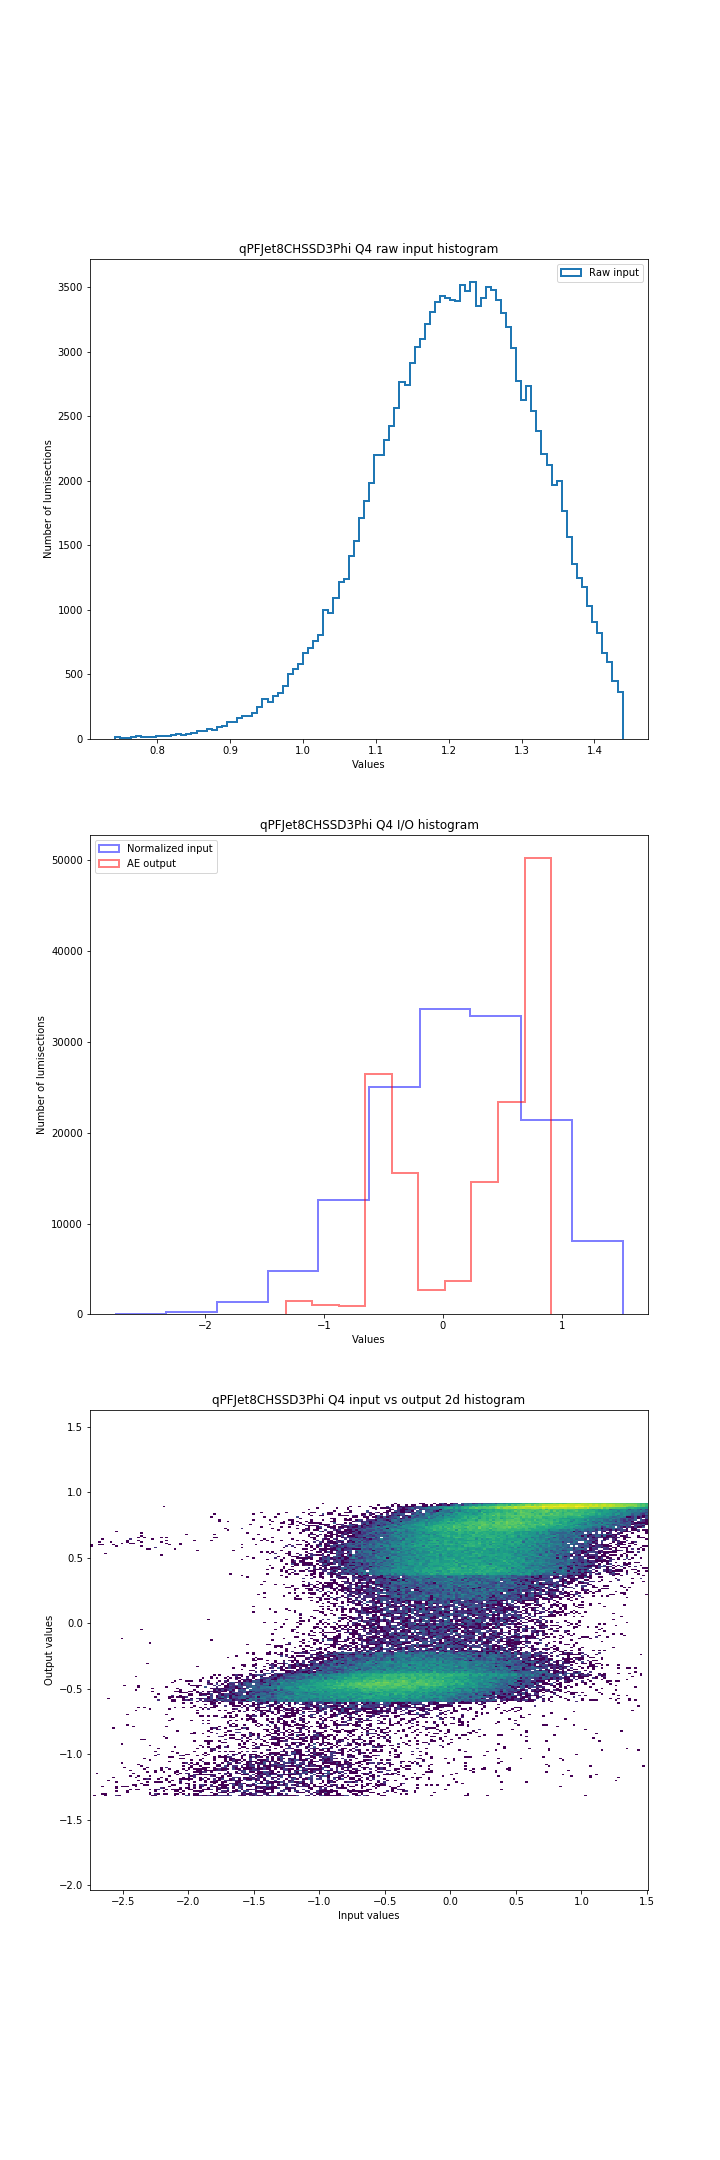 qPFJet8CHSSD3Phi Q4 raw input histogram
Raw input
3500
3000
2500
2000
1500
1000
500
0
Number of lumisections
0.8 0.9 1.0 1.1 1.2 1.3 1.4
Values
qPFJet8CHSSD3Phi Q4 I/O histogram
Normalized input
AE output
50000
40000
30000
20000
10000
0
Number of lumisections
−2 −1 0 1
Values
qPFJet8CHSSD3Phi Q4 input vs output 2d histogram
1.5
1.0
0.5
0.0
−0.5
−1.0
−1.5
−2.0
Output values
−2.5 −2.0 −1.5 −1.0 −0.5 0.0 0.5 1.0 1.5
Input values